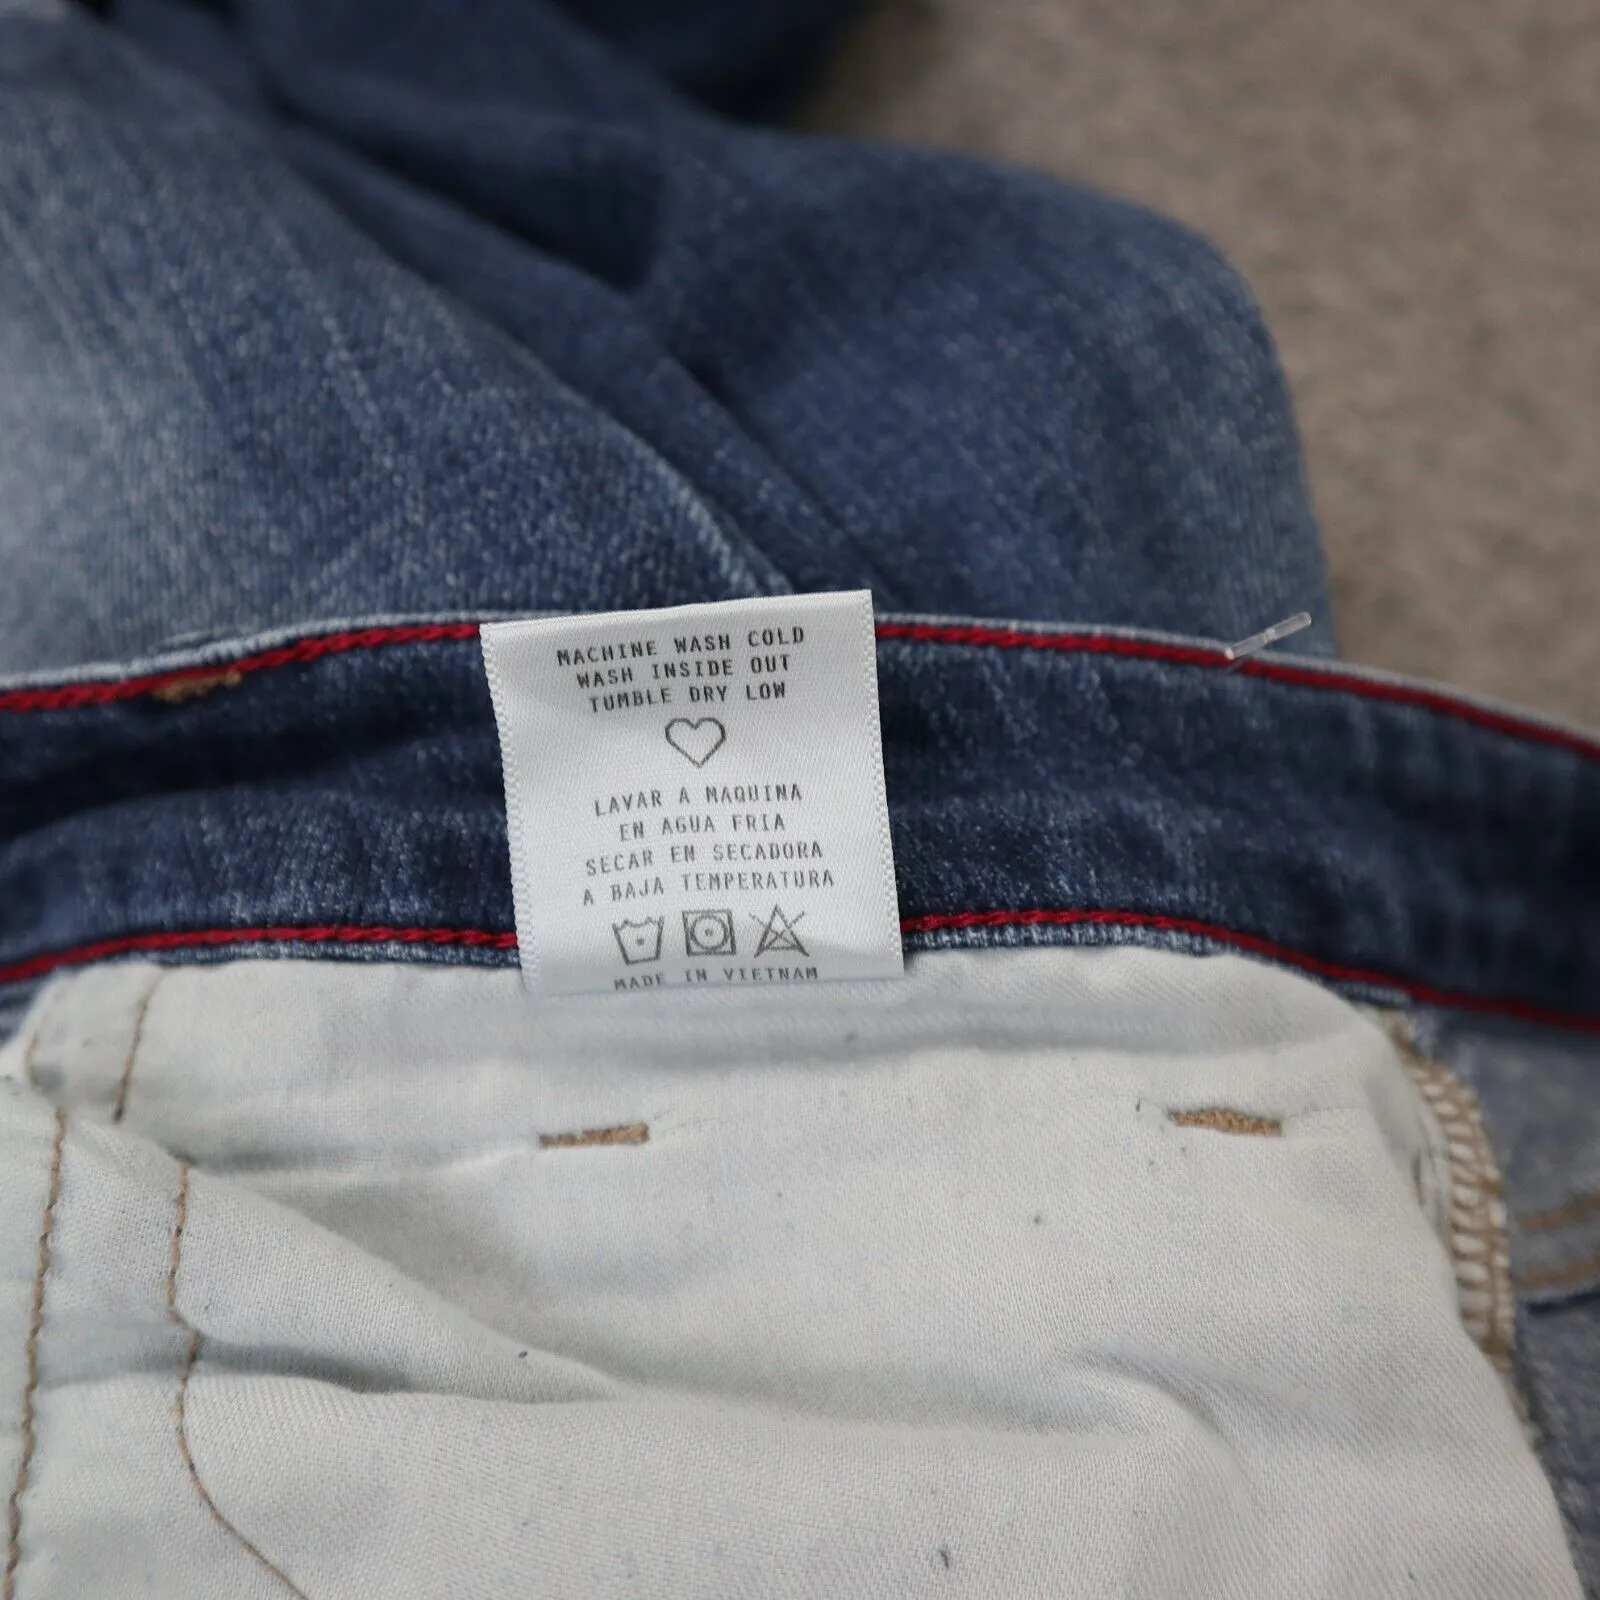 MACHINE WASH COLD
WASH INSIDE OUT
TUMBLE DRY LOW
LAVAR A MAQUINA
EN AGUA FRIA
SECAR EN SECADORA
A BAJA TEMPERATURA
MADE IN VIETNAM